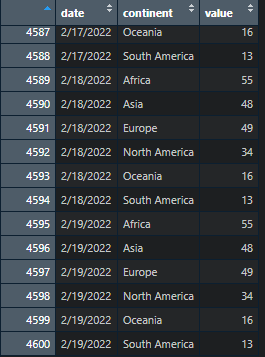 date continent value
4587 2/17/2022 Oceania 16
4588 2/17/2022 South America 13
4589 2/18/2022 Africa 55
4590 2/18/2022 Asia 48
4591 2/18/2022 Europe 49
4592 2/18/2022 North America 34
4593 2/18/2022 Oceania 16
4594 2/18/2022 South America 13
4595 2/19/2022 Africa 55
4596 2/19/2022 Asia 48
4597 2/19/2022 Europe 49
4598 2/19/2022 North America 34
4599 2/19/2022 Oceania 16
4600 2/19/2022 South America 13